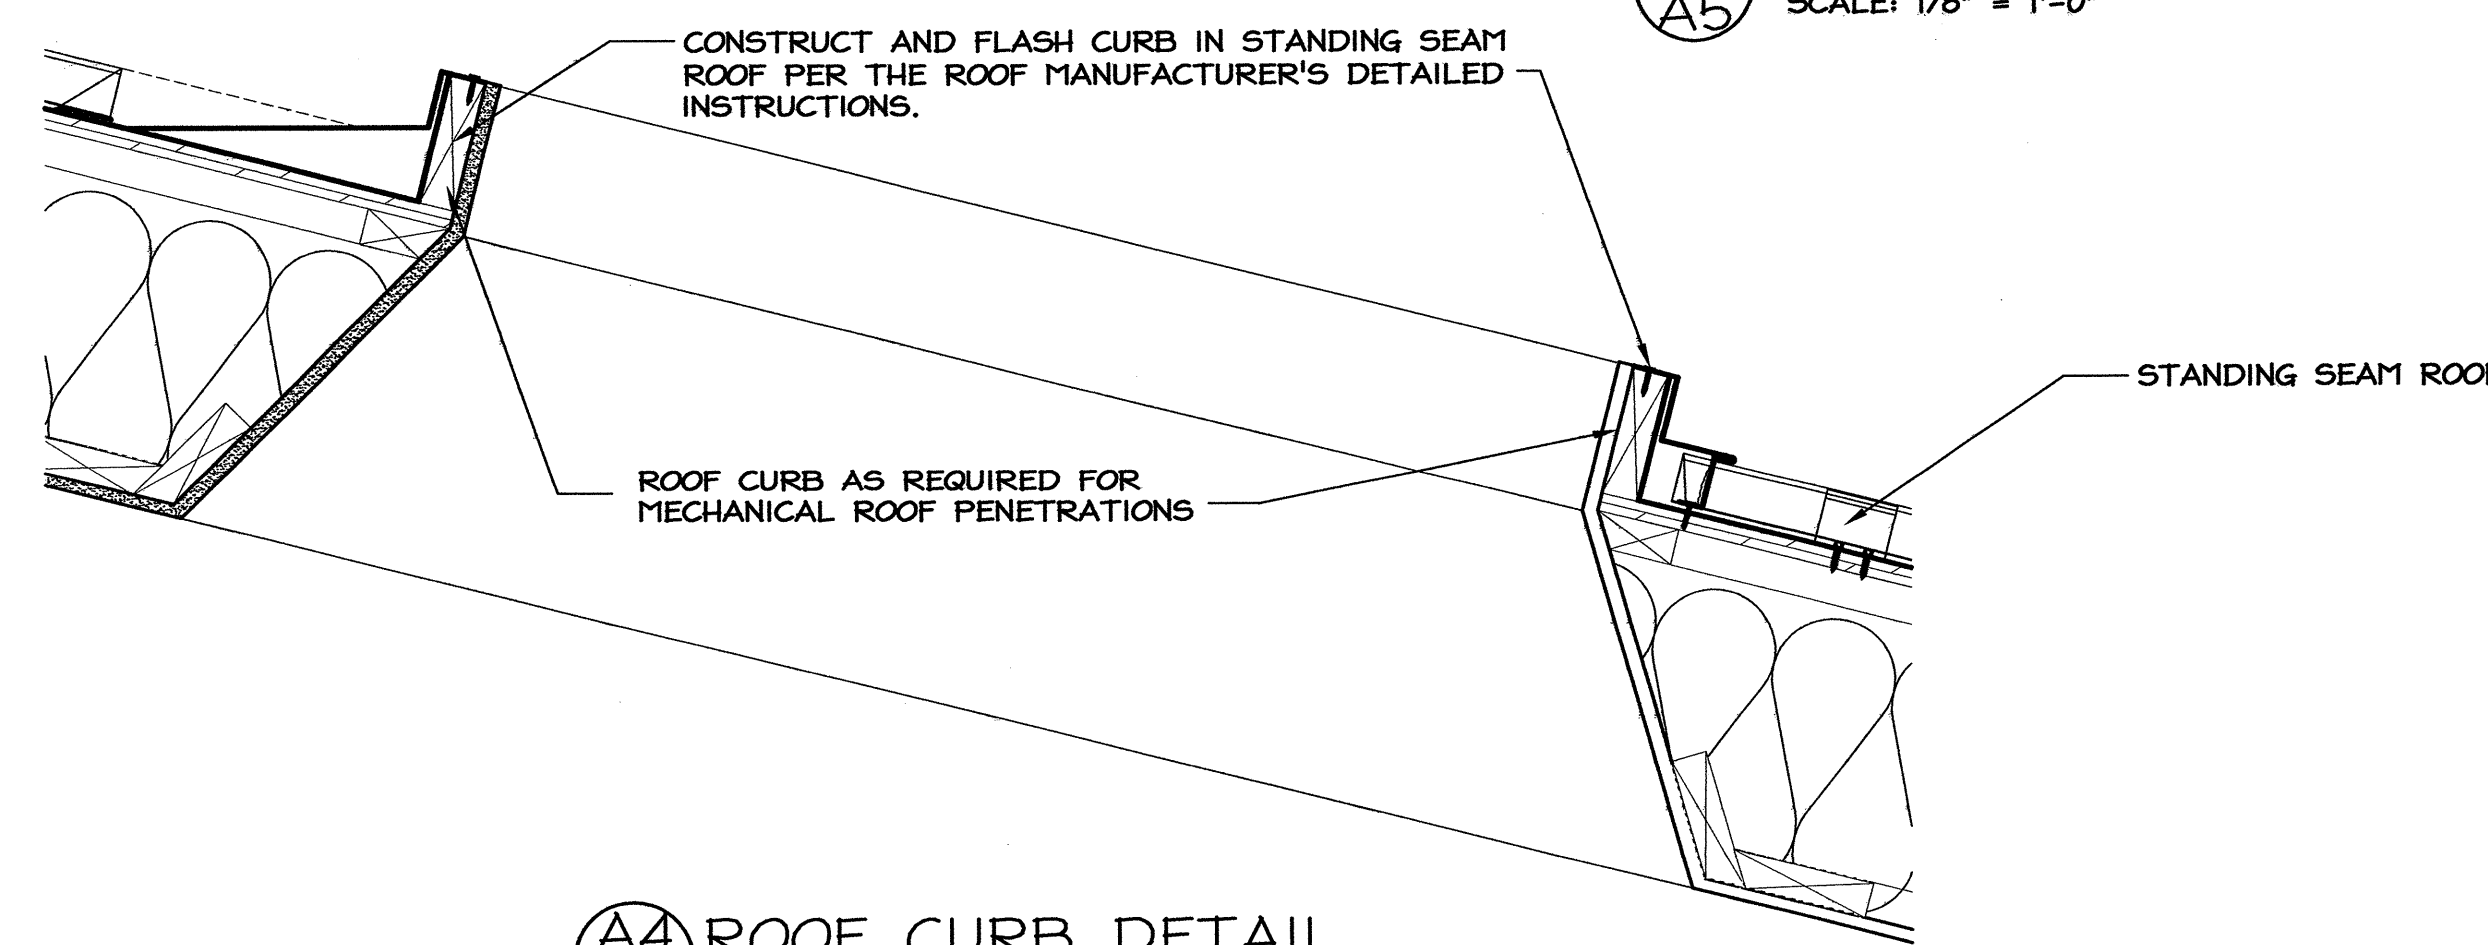 A5 SCALE: 1/8" = 1'-0"
CONSTRUCT AND FLASH CURB IN STANDING SEAM
ROOF PER THE ROOF MANUFACTURER'S DETAILED
INSTRUCTIONS.
STANDING SEAM ROOF
ROOF CURB AS REQUIRED FOR
MECHANICAL ROOF PENETRATIONS
A4 ROOF CURB DETAIL